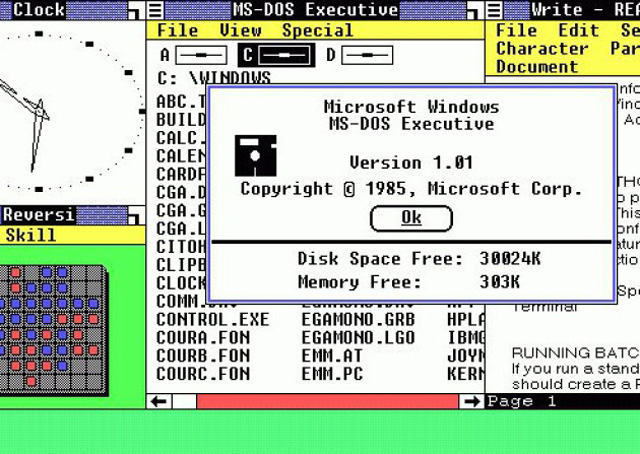 Clock
MS-DOS Executive
Write - REA
File View Special
File Edit Se
Character Par
Document
A C D
C: \WINDOWS
ABC.T
BUILD
CALC.
CALEN
CARDF
CGA.D
CGA.G
CGA.L
CITOH
CLIPB
CLOCK
CONTROL.EXE EGAMONO.GRB HPLA
COURA.FON EGAMONO.LGO IBMG
COURB.FON EMM.AT JOYM
COURC.FON EMM.PC KERN
Microsoft Windows
MS-DOS Executive
Version 1.01
Copyright © 1985, Microsoft Corp.
Ok
Disk Space Free: 30024K
Memory Free: 303K
Reversi
Skill
Terminal
RUNNING BATC
If you run a stand
should create a P
Page 1